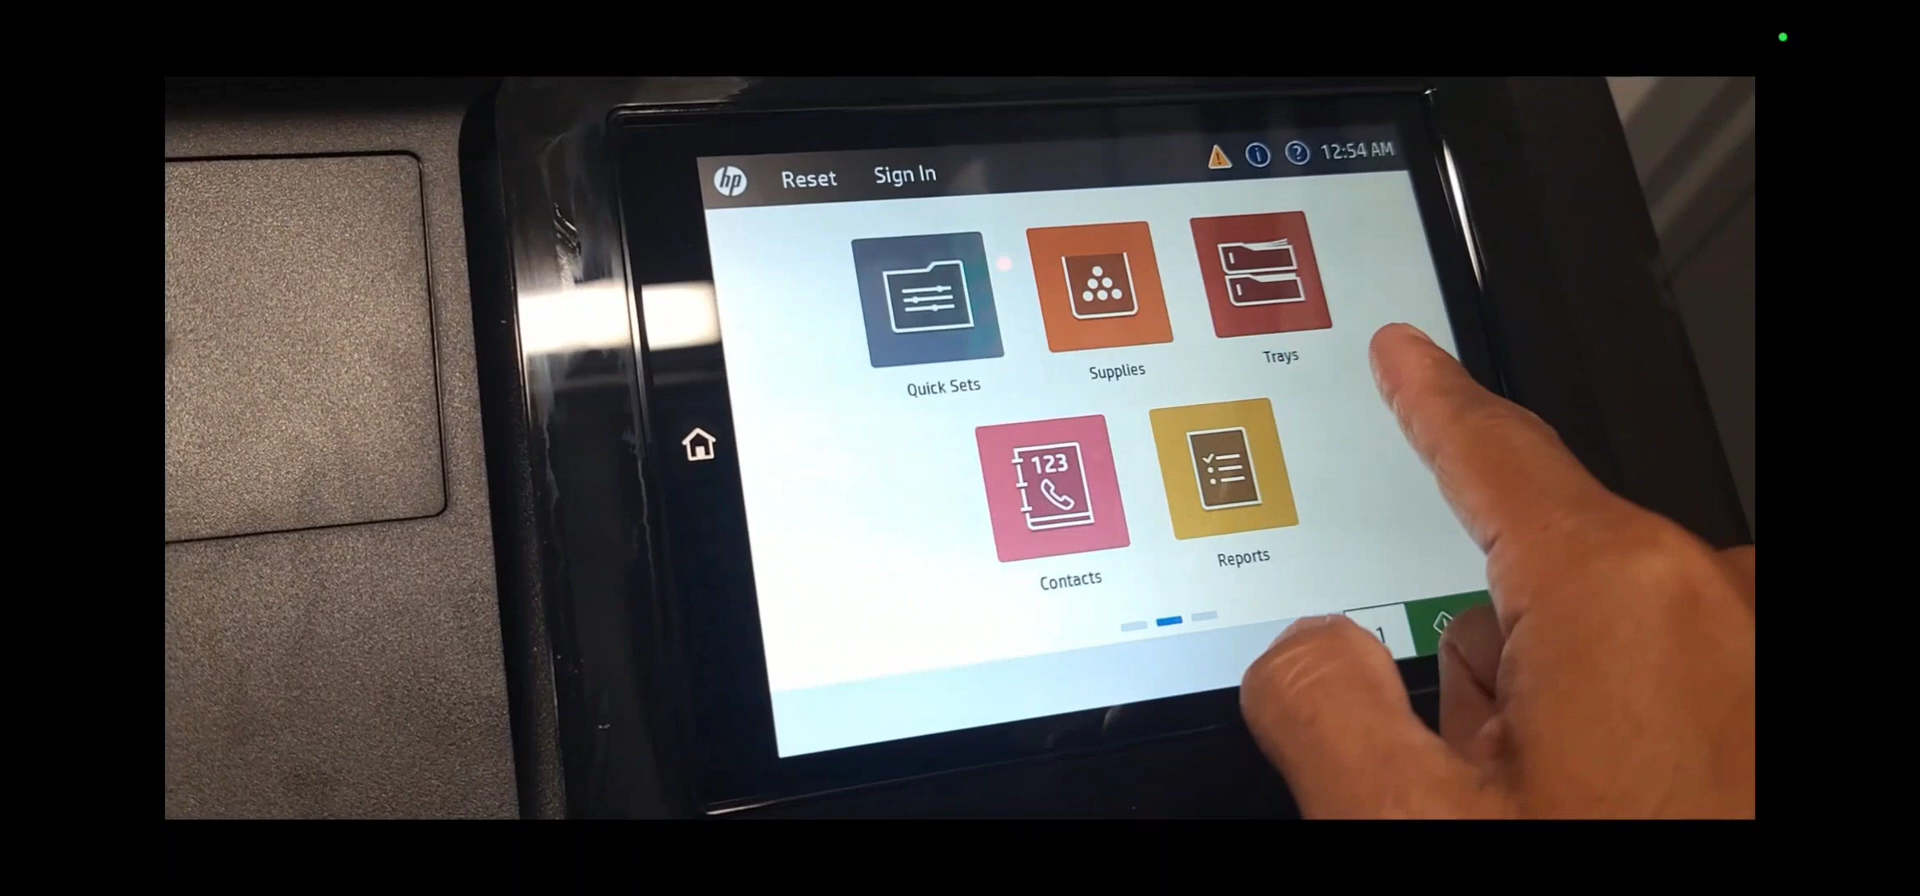 hp Reset Sign In 12:54 AM
Quick Sets
Supplies
Trays
123
Contacts
Reports
1